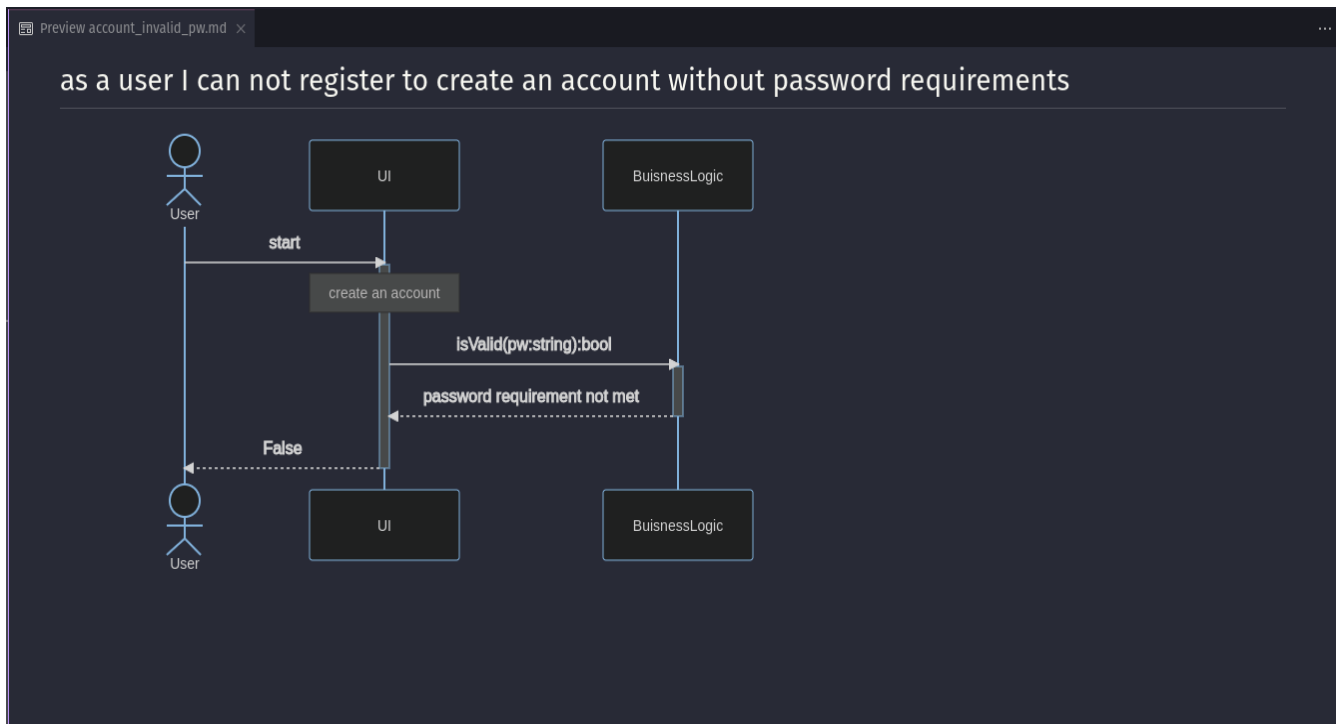 Preview account_invalid_pw.md
as a user I can not register to create an account without password requirements
User
UI
BuisnessLogic
start
create an account
isValid(pw:string):bool
password requirement not met
False
User
UI
BuisnessLogic